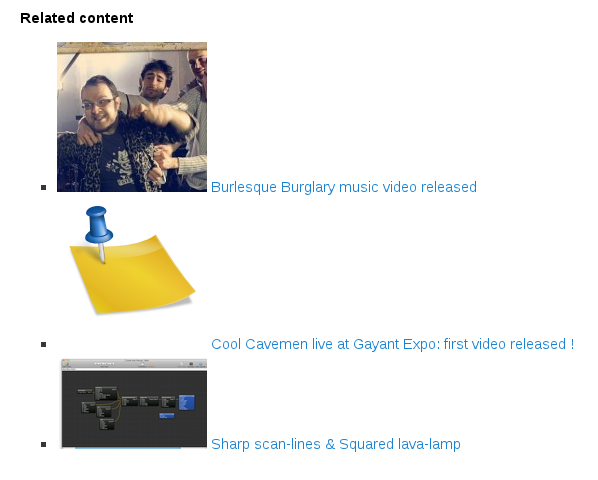 Related content
Burlesque Burglary music video released
Cool Cavemen live at Gayant Expo: first video released !
Sharp scan-lines & Squared lava-lamp